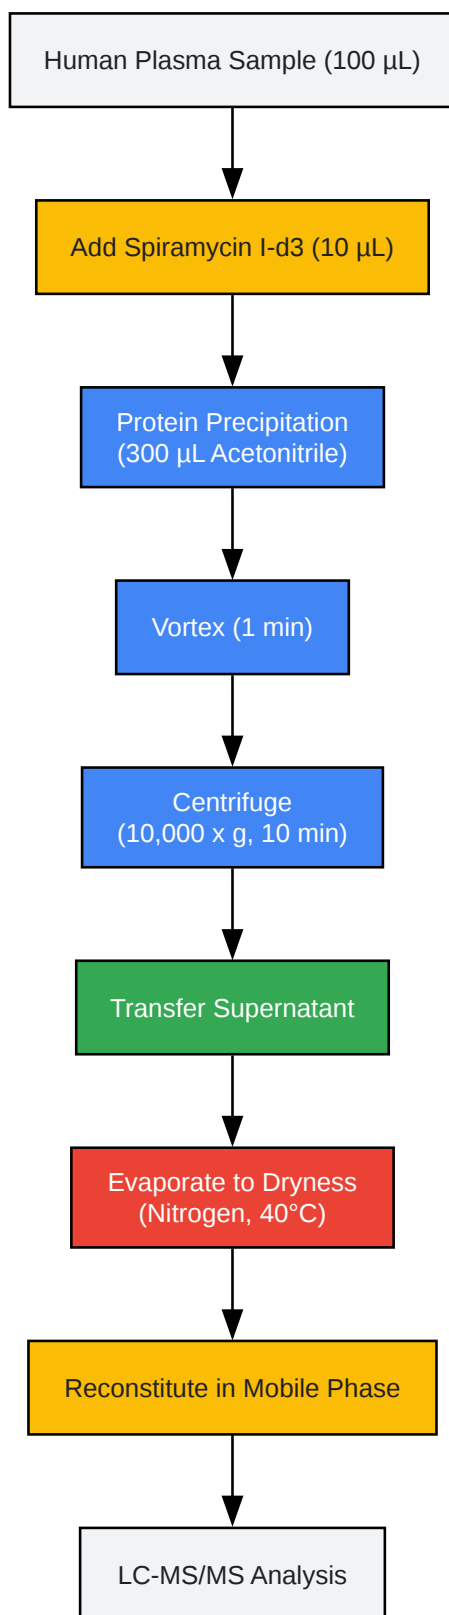 Human Plasma Sample (100 µL)
Add Spiramycin I-d3 (10 µL)
Protein Precipitation
(300 µL Acetonitrile)
Vortex (1 min)
Centrifuge
(10,000 x g, 10 min)
Transfer Supernatant
Evaporate to Dryness
(Nitrogen, 40°C)
Reconstitute in Mobile Phase
LC-MS/MS Analysis